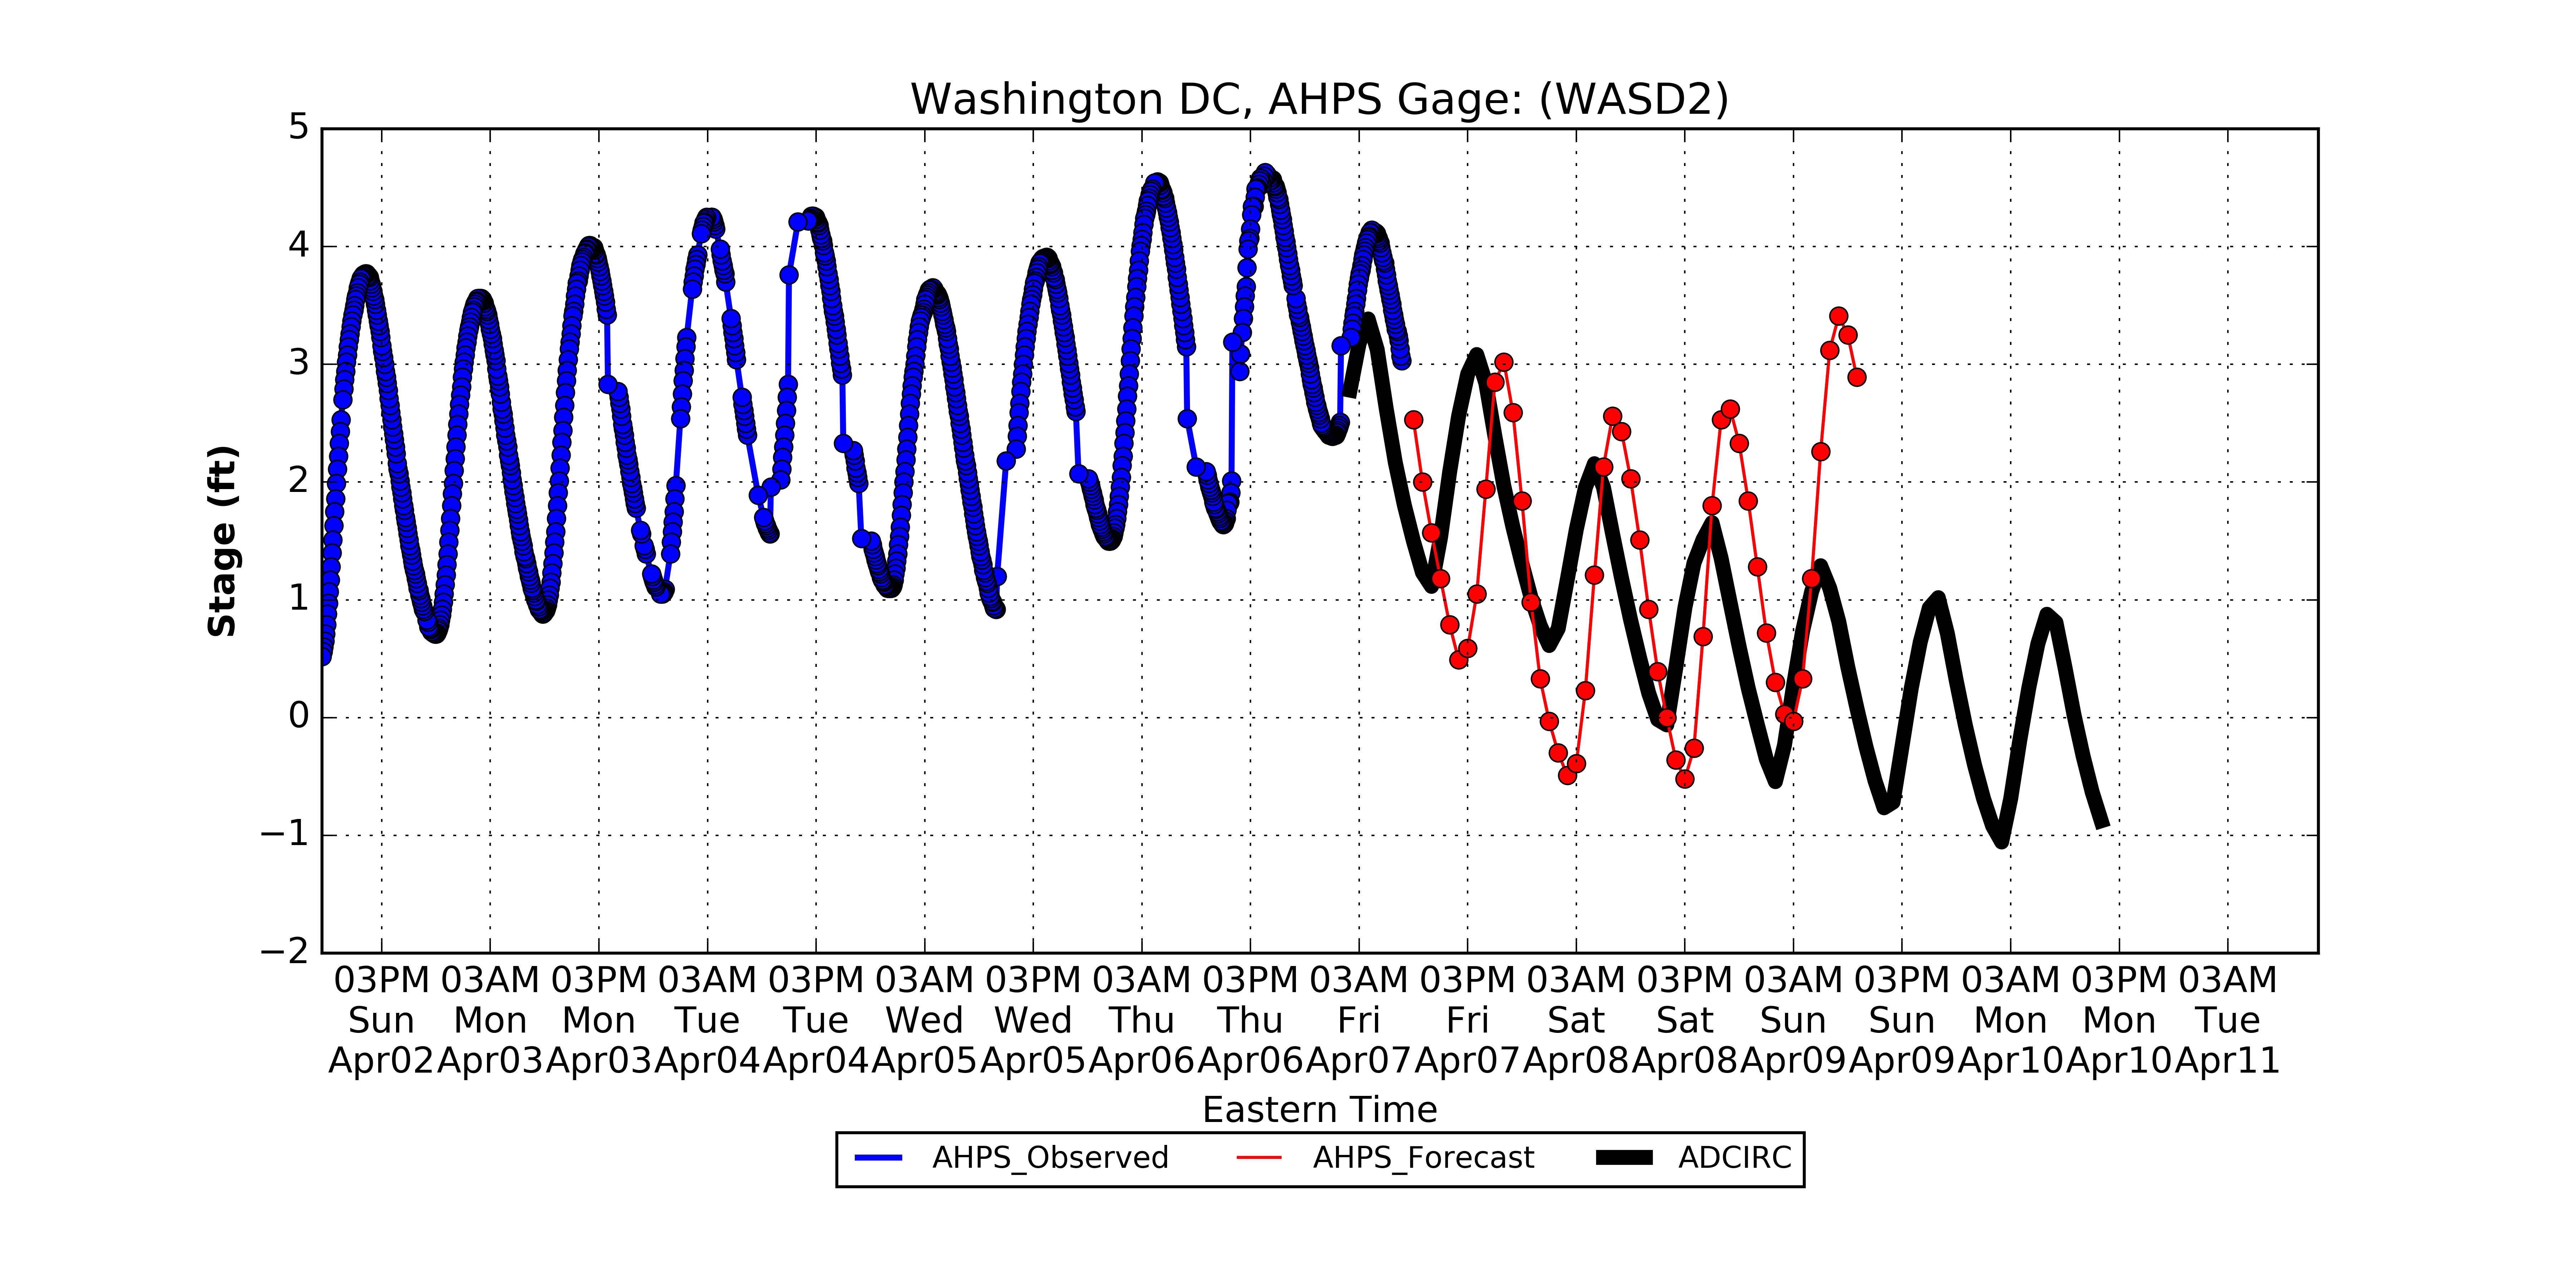 Washington DC, AHPS Gage: (WASD2)
5
4
3
2
1
0
−1
−2
Stage (ft)
03PM 03AM 03PM 03AM 03PM 03AM 03PM 03AM 03PM 03AM 03PM 03AM 03PM 03AM 03PM 03AM 03PM 03AM
Sun Mon Mon Tue Tue Wed Wed Thu Thu Fri Fri Sat Sat Sun Sun Mon Mon Tue
Apr02 Apr03 Apr03 Apr04 Apr04 Apr05 Apr05 Apr06 Apr06 Apr07 Apr07 Apr08 Apr08 Apr09 Apr09 Apr10 Apr10 Apr11
Eastern Time
AHPS_Observed AHPS_Forecast ADCIRC